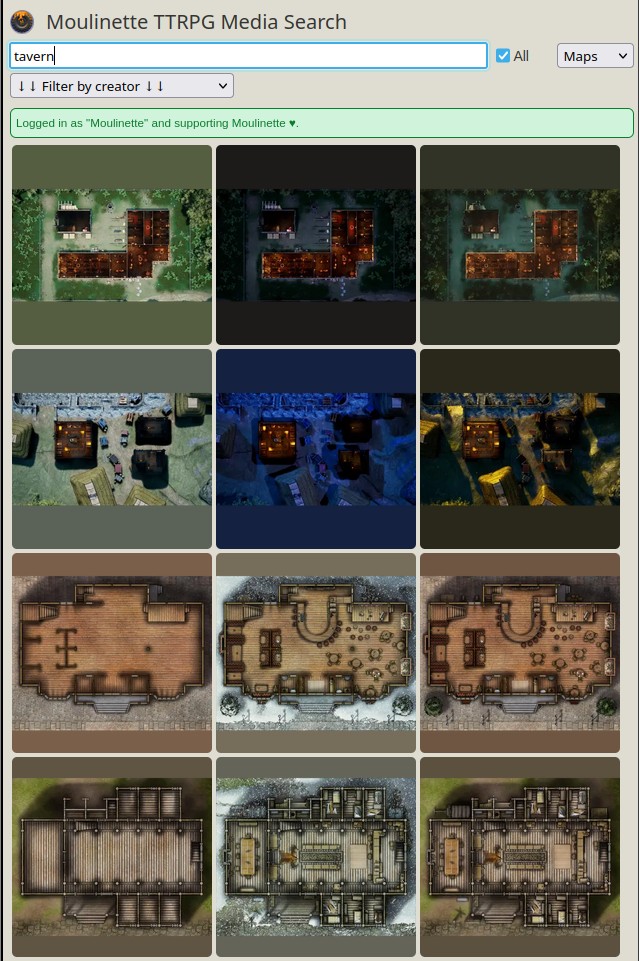 Moulinette TTRPG Media Search
tavern
All
Maps
↓ ↓ Filter by creator ↓ ↓
Logged in as "Moulinette" and supporting Moulinette ♥.